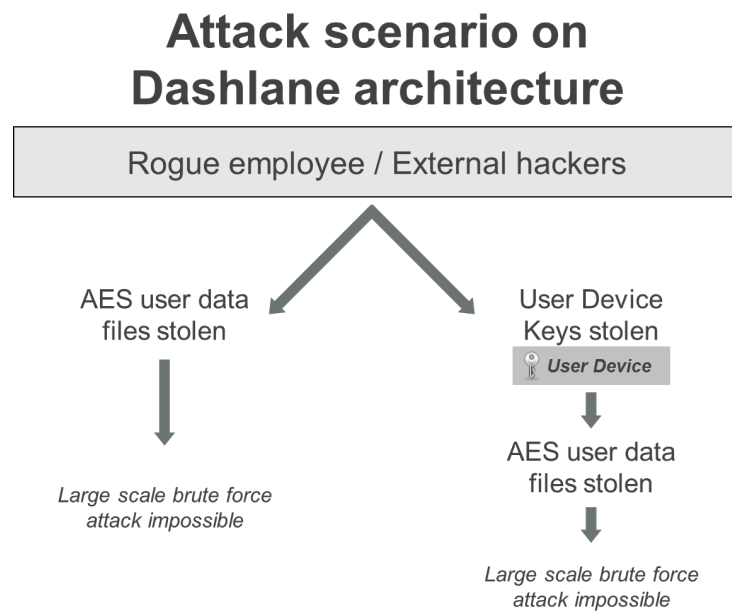 Attack scenario on
Dashlane architecture
Rogue employee / External hackers
AES user data
files stolen
Large scale brute force
attack impossible
User Device
Keys stolen
User Device
AES user data
files stolen
Large scale brute force
attack impossible